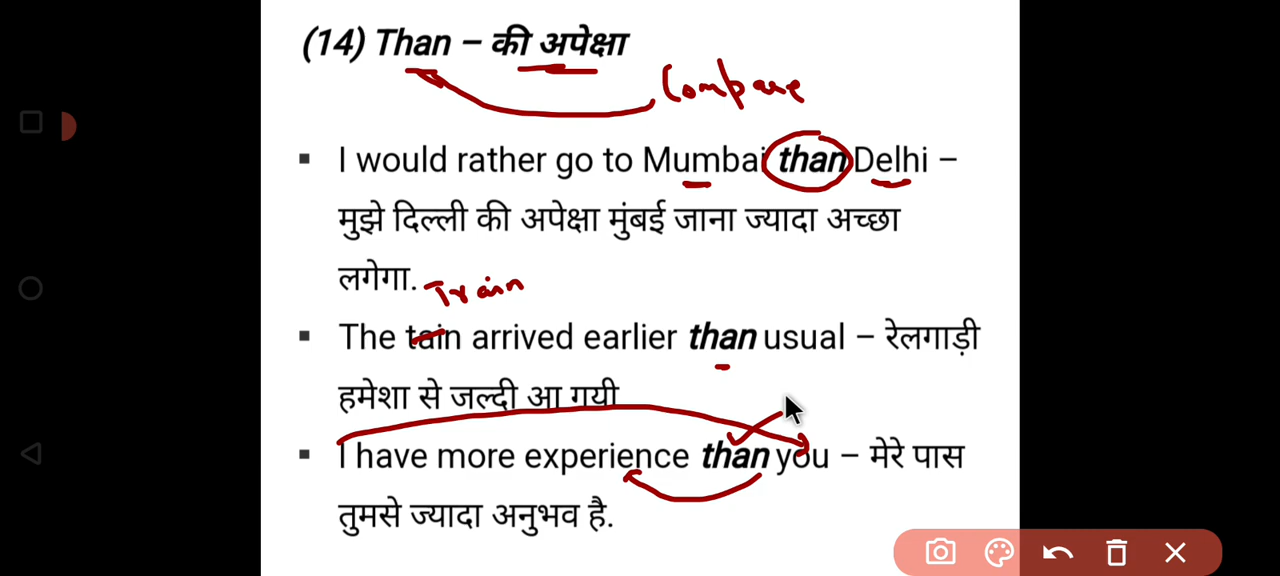 (14) Than – की अपेक्षा
Compare
▪ I would rather go to Mumbai than Delhi –
मुझे दिल्ली की अपेक्षा मुंबई जाना ज्यादा अच्छा
लगेगा.
Train
▪ The tain arrived earlier than usual – रेलगाड़ी
हमेशा से जल्दी आ गयी
▪ I have more experience than you – मेरे पास
तुमसे ज्यादा अनुभव है.